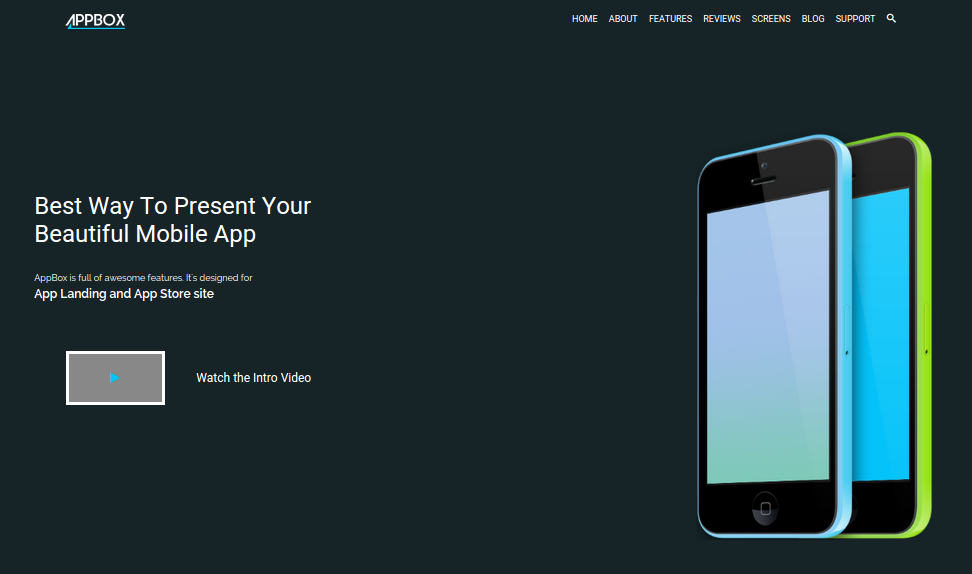 APPBOX
HOME ABOUT FEATURES REVIEWS SCREENS BLOG SUPPORT
Best Way To Present Your
Beautiful Mobile App
AppBox is full of awesome features. It's designed for
App Landing and App Store site
Watch the Intro Video